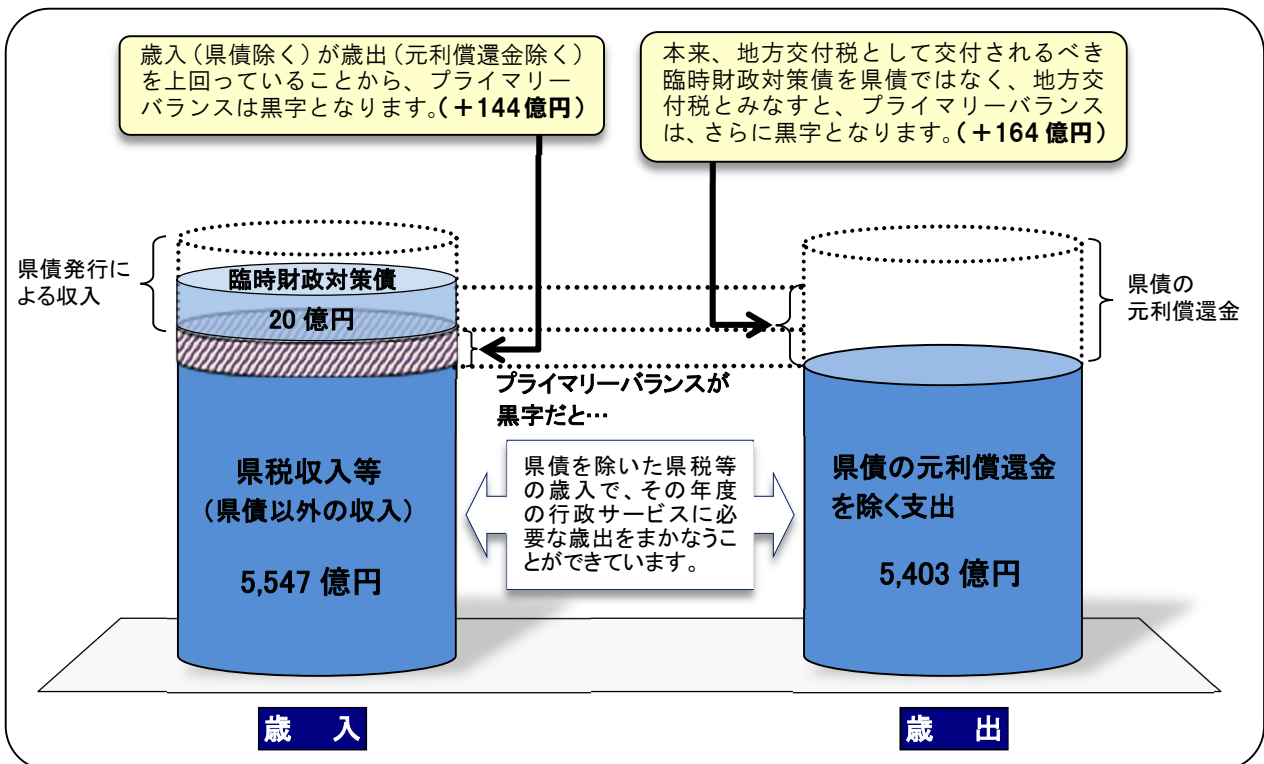 歳入（県債除く）が歳出（元利償還金除く）
を上回っていることから、プライマリー
バランスは黒字となります。（＋144億円）
本来、地方交付税として交付されるべき
臨時財政対策債を県債ではなく、地方交
付税とみなすと、プライマリーバランス
は、さらに黒字となります。（＋164 億円）
県債発行に
よる収入
臨時財政対策債
20 億円
県債の
元利償還金
プライマリーバランスが
黒字だと…
県税収入等
（県債以外の収入）
5,547 億円
県債を除いた県税等
の歳入で、その年度
の行政サービスに必
要な歳出をまかなうこ
とができています。
県債の元利償還金
を除く支出
5,403 億円
歳　入
歳　出